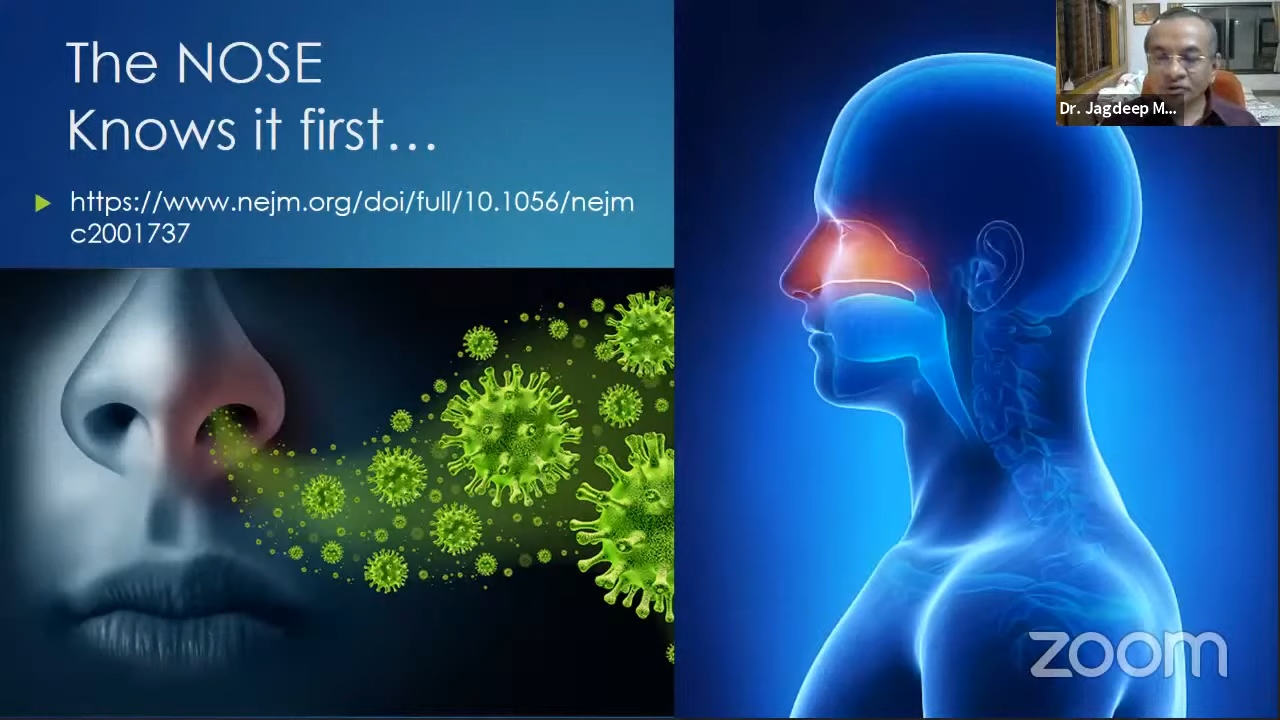 The NOSE
Knows it first...
https://www.nejm.org/doi/full/10.1056/nejm
c2001737
Dr. Jagdeep M...
zoom